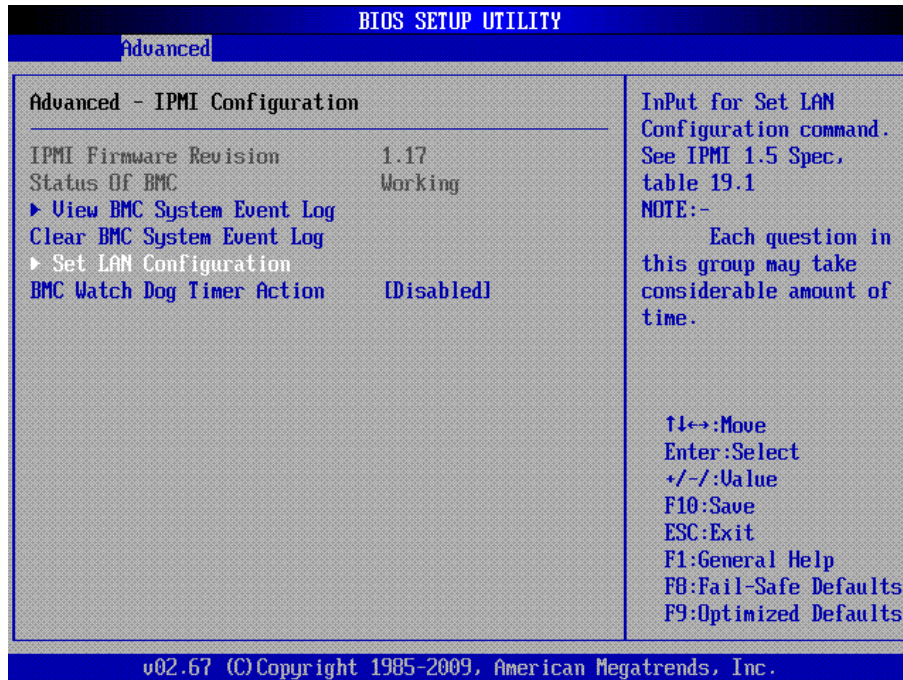 BIOS SETUP UTILITY
Advanced
Advanced - IPMI Configuration
IPMI Firmware Revision 1.17
Status Of BMC Working
▶ View BMC System Event Log
Clear BMC System Event Log
▶ Set LAN Configuration
BMC Watch Dog Timer Action [Disabled]
InPut for Set LAN
Configuration command.
See IPMI 1.5 Spec,
table 19.1
NOTE:-
Each question in
this group may take
considerable amount of
time.
↑↓←→:Move
Enter:Select
+/-/:Value
F10:Save
ESC:Exit
F1:General Help
F8:Fail-Safe Defaults
F9:Optimized Defaults
v02.67 (C)Copyright 1985-2009, American Megatrends, Inc.